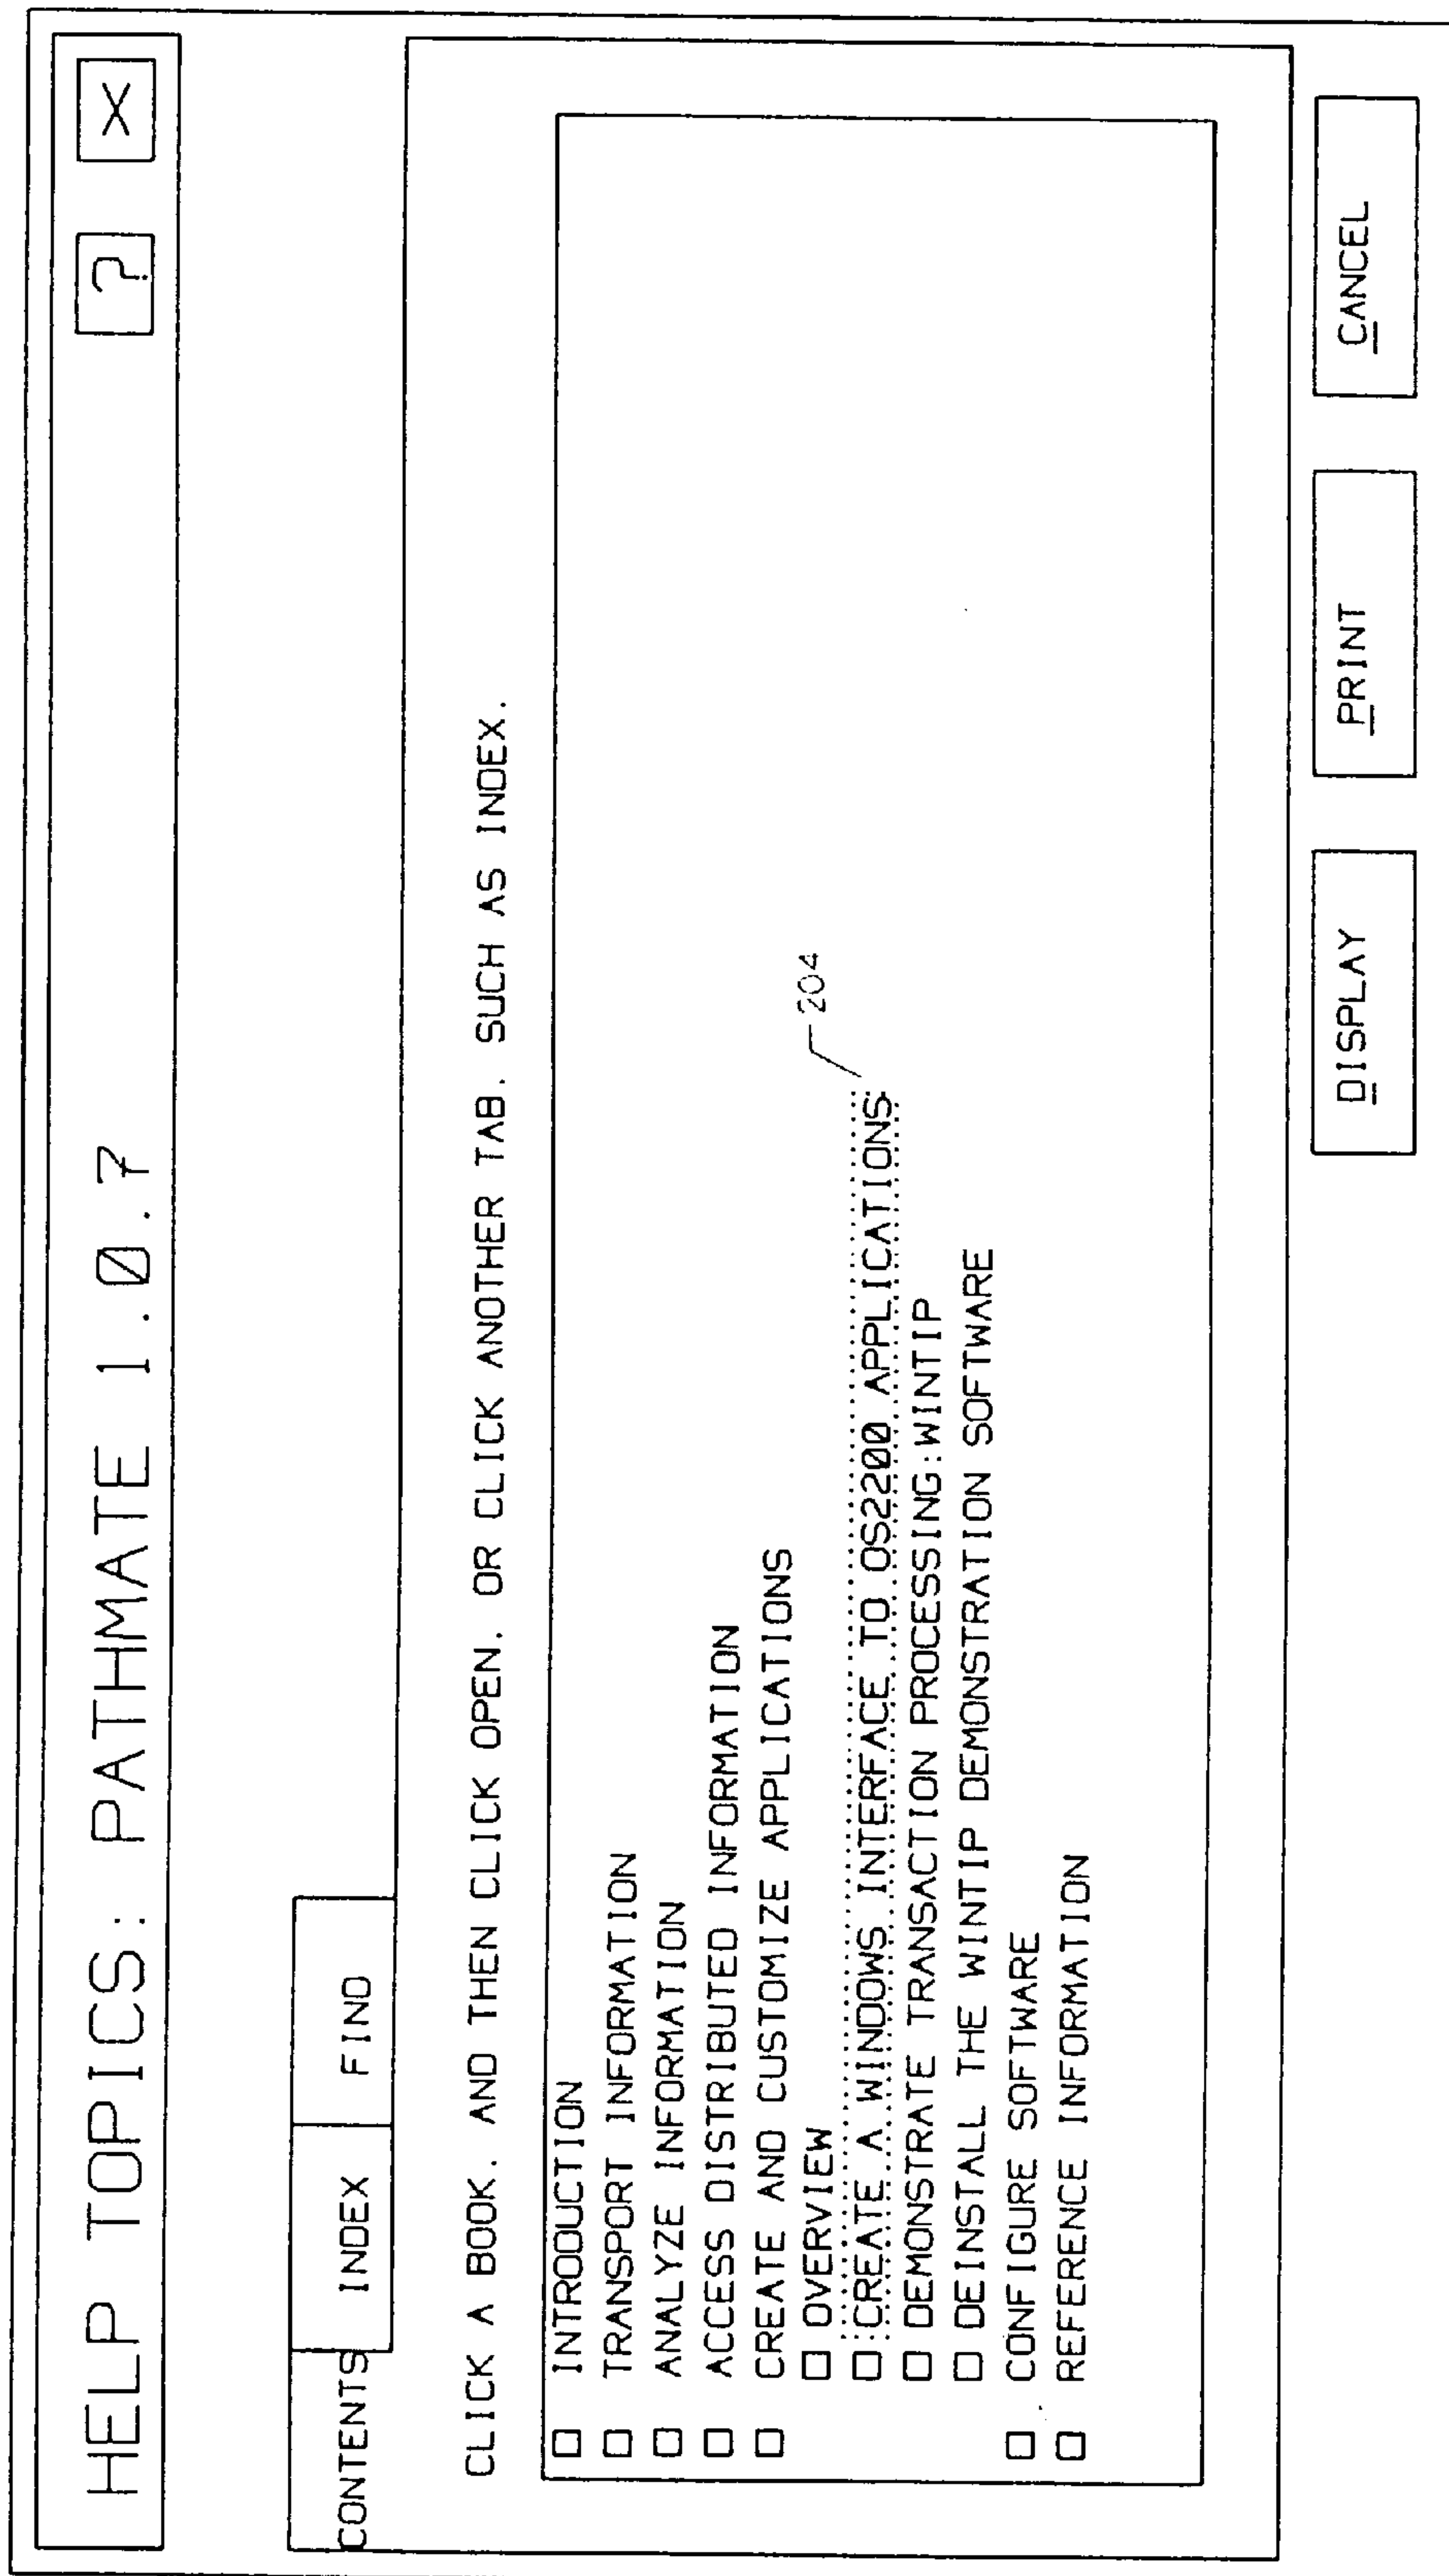 HELP TOPICS: PATHMATE 1.0.7 ? X
CONTENTS INDEX FIND
CLICK A BOOK. AND THEN CLICK OPEN. OR CLICK ANOTHER TAB. SUCH AS INDEX.
INTRODUCTION
TRANSPORT INFORMATION
ANALYZE INFORMATION
ACCESS DISTRIBUTED INFORMATION
CREATE AND CUSTOMIZE APPLICATIONS
OVERVIEW
204
CREATE A WINDOWS INTERFACE TO OS2200 APPLICATIONS
DEMONSTRATE TRANSACTION PROCESSING:WINTIP
DEINSTALL THE WINTIP DEMONSTRATION SOFTWARE
CONFIGURE SOFTWARE
REFERENCE INFORMATION
DISPLAY PRINT CANCEL